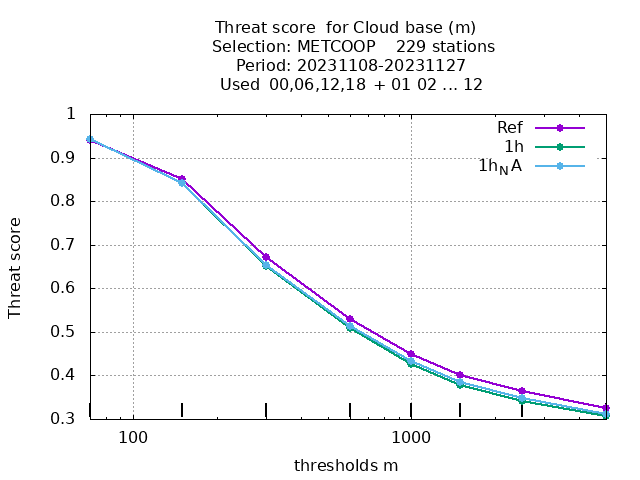 Threat score for Cloud base (m)
Selection: METCOOP 229 stations
Period: 20231108-20231127
Used 00,06,12,18 + 01 02 ... 12
Ref
1h
1hNA
1
0.9
0.8
0.7
0.6
0.5
0.4
0.3
Threat score
100
1000
thresholds m